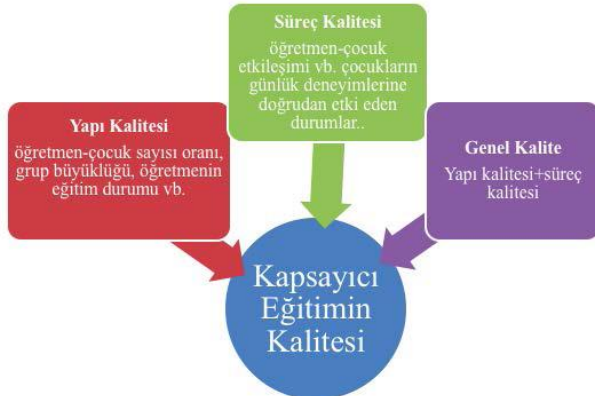 Süreç Kalitesi
öğretmen-çocuk
etkileşimi vb. çocukların
günlük deneyimlerine
doğrudan etki eden
durumlar..
Yapı Kalitesi
öğretmen-çocuk sayısı oranı,
grup büyüklüğü, öğretmenin
eğitim durumu vb.
Genel Kalite
Yapı kalitesi+süreç
kalitesi
Kapsayıcı
Eğitimin
Kalitesi